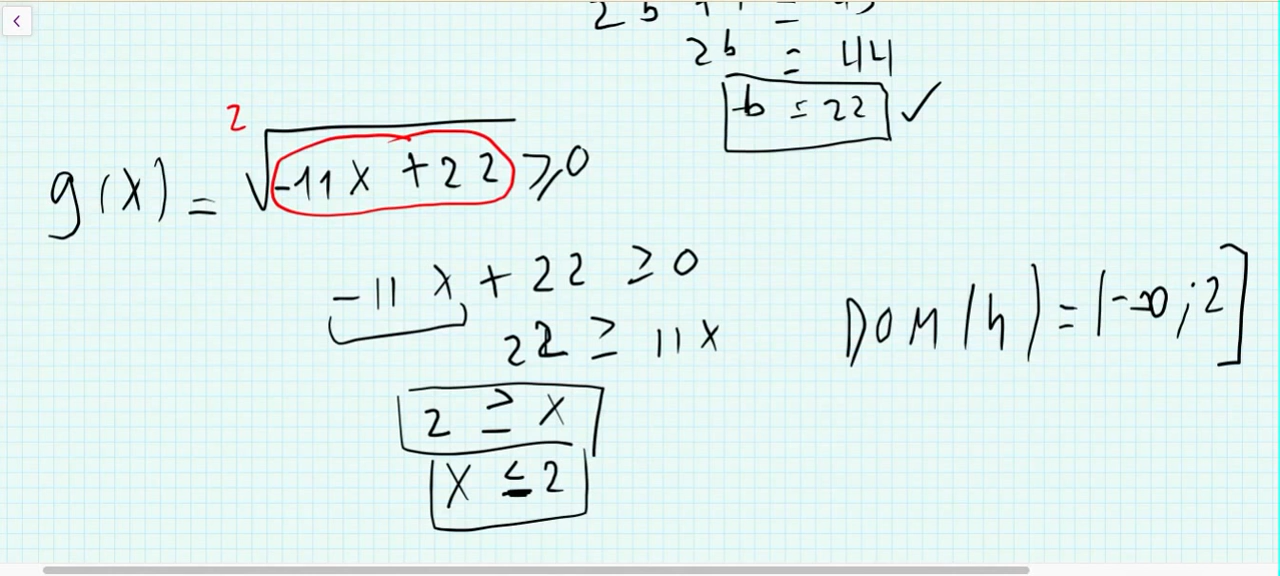 2b = 44
b = 22 ✓
g(x) = ²√(-11x + 22) ≥ 0
-11x + 22 ≥ 0
22 ≥ 11x
DOM(h) = (-∞; 2]
2 ≥ x
x ≤ 2